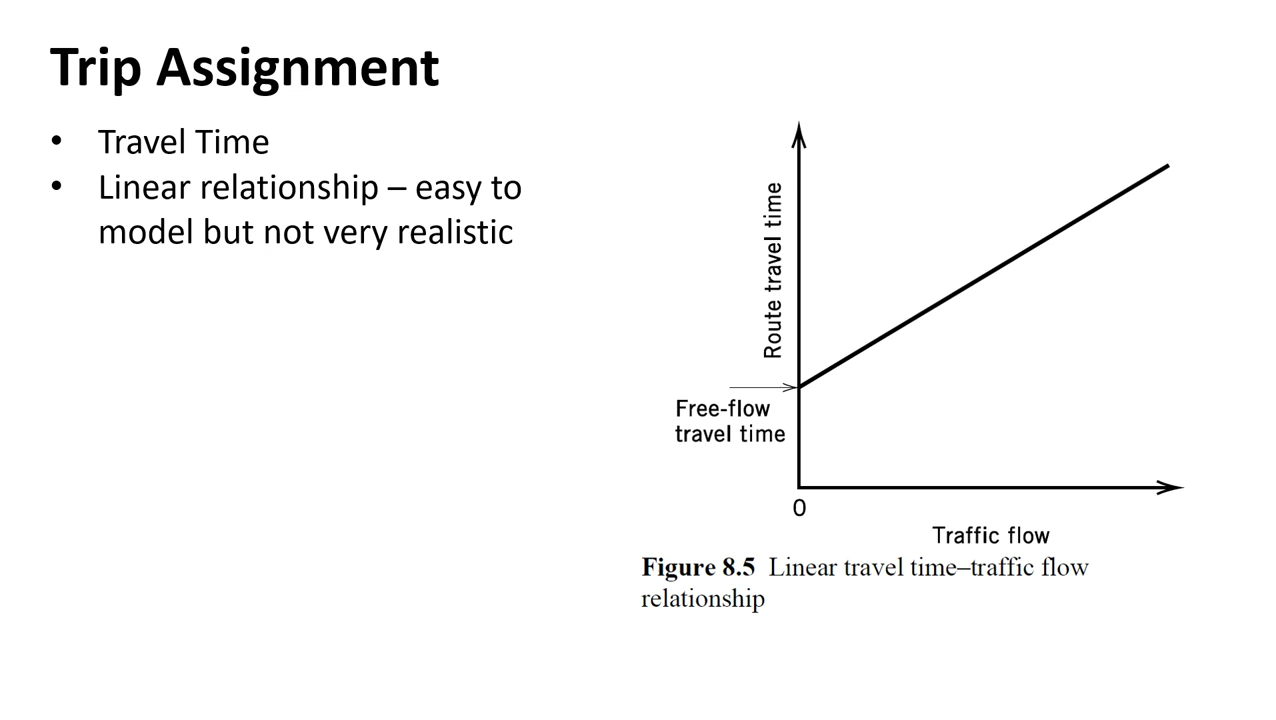 Trip Assignment
• Travel Time
• Linear relationship – easy to
model but not very realistic
Route travel time
Free-flow
travel time
0
Traffic flow
Figure 8.5 Linear travel time–traffic flow
relationship